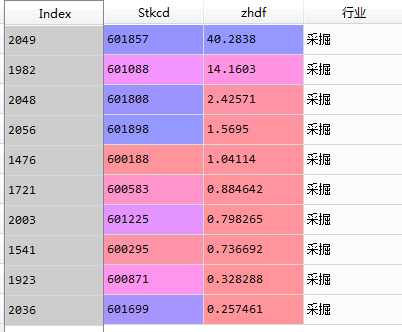 Index Stkcd zhdf 行业
2049 601857 40.2838 采掘
1982 601088 14.1603 采掘
2048 601808 2.42571 采掘
2056 601898 1.5695 采掘
1476 600188 1.04114 采掘
1721 600583 0.884642 采掘
2003 601225 0.798265 采掘
1541 600295 0.736692 采掘
1923 600871 0.328288 采掘
2036 601699 0.257461 采掘